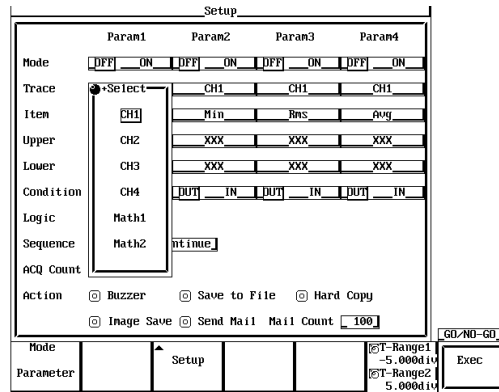 Setup
Param1 Param2 Param3 Param4
Mode OFF ON OFF ON OFF ON OFF ON
Trace +Select CH1 CH1 CH1
Item CH1 Min Rms Avg
Upper CH2 XXX XXX XXX
Lower CH3 XXX XXX XXX
Condition CH4 OUT IN OUT IN OUT IN
Logic Math1
Sequence Math2 ntinue
ACQ Count
Action Buzzer Save to File Hard Copy
Image Save Send Mail Mail Count 100
GO/NO-GO
Mode Parameter
Setup
T-Range1
-5.000div
T-Range2
5.000div
Exec